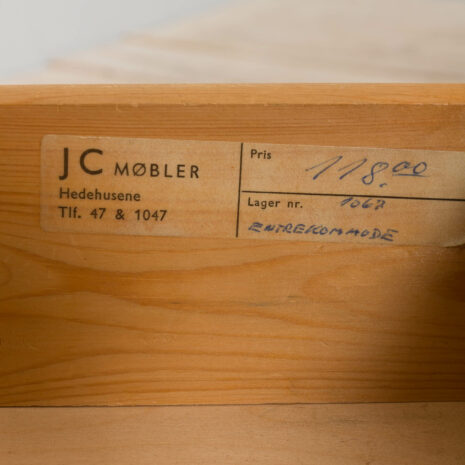 JC MØBLER
Hedehusene
Tlf. 47 & 1047
Pris 118.00
Lager nr. 1067
ENTREKOMMODE